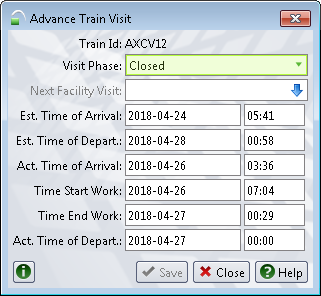 Advance Train Visit
Train Id: AXCV12
Visit Phase: Closed
Next Facility Visit:
Est. Time of Arrival: 2018-04-24 05:41
Est. Time of Depart.: 2018-04-28 00:58
Act. Time of Arrival: 2018-04-26 03:36
Time Start Work: 2018-04-26 07:04
Time End Work: 2018-04-27 00:29
Act. Time of Depart.: 2018-04-27 00:00
Save Close Help